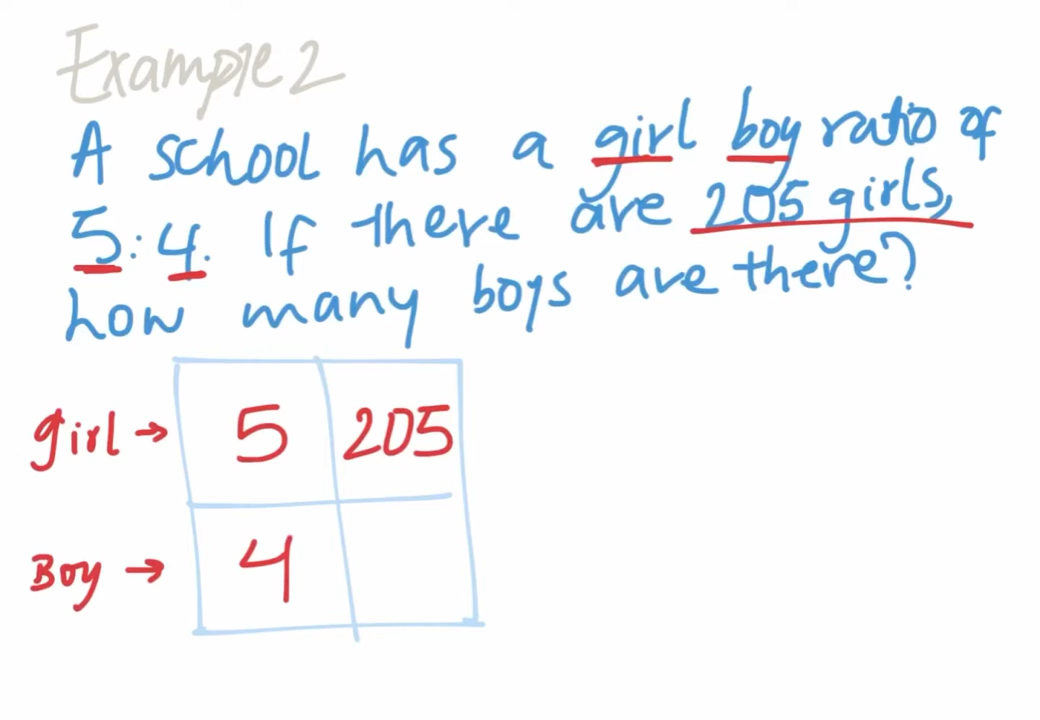 Example 2
A school has a girl boy ratio of
5:4. If there are 205 girls,
how many boys are there?
girl → 5 205
Boy → 4